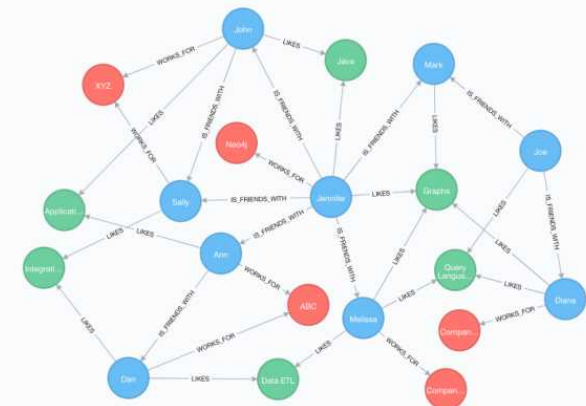 John
WORKS_FOR
LIKES
Java
Mark
XYZ
LIKES
IS_FRIENDS_WITH
IS_FRIENDS_WITH
LIKES
IS_FRIENDS_WITH
LIKES
IS_FRIENDS_WITH
Joe
WORKS_FOR
Neo4j
WORKS_FOR
Sally
IS_FRIENDS_WITH
Jennifer
LIKES
Graphs
LIKES
IS_FRIENDS_WITH
Applicati...
LIKES
LIKES
IS_FRIENDS_WITH
IS_FRIENDS_WITH
LIKES
LIKES
Ann
Integrati...
Query
Langua...
LIKES
WORKS_FOR
LIKES
Diana
IS_FRIENDS_WITH
ABC
Melissa
WORKS_FOR
LIKES
WORKS_FOR
Compan...
LIKES
WORKS_FOR
Dan
LIKES
Data ETL
Compan...